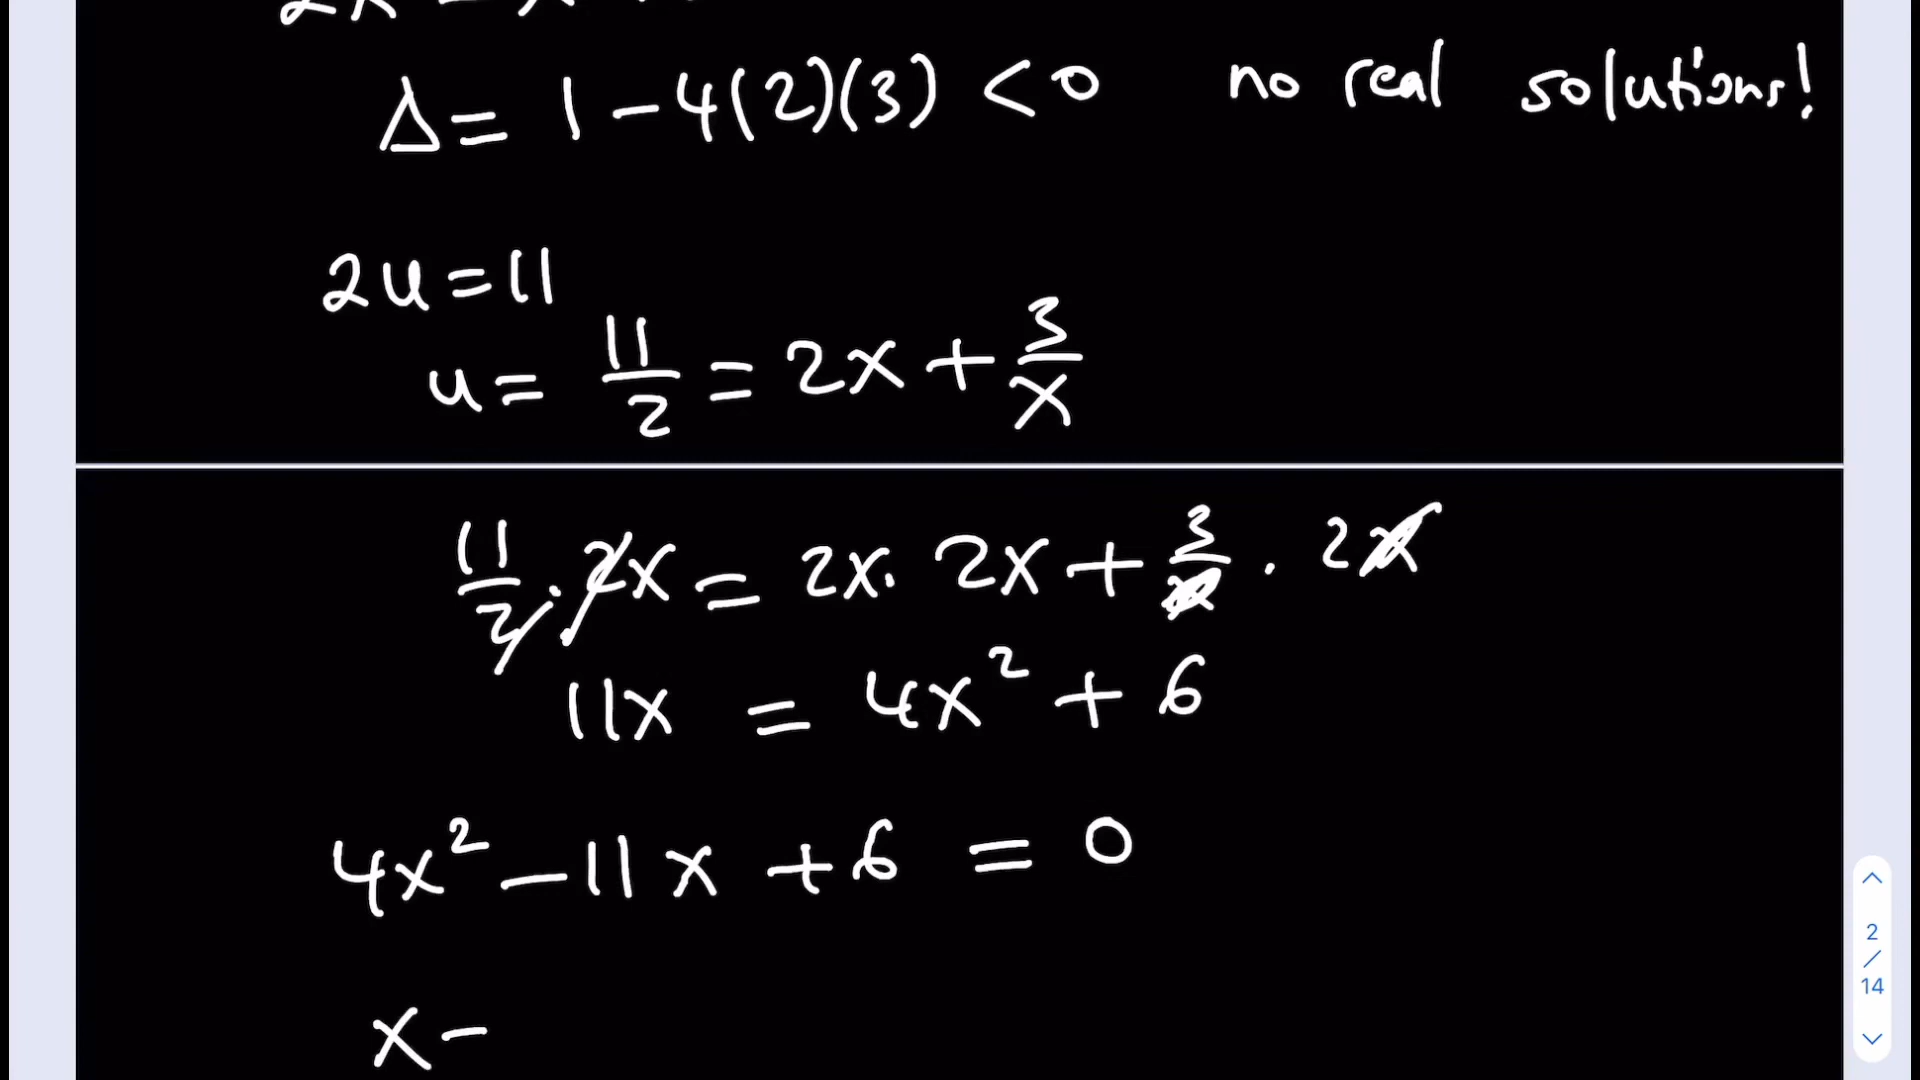 Δ = 1 - 4(2)(3) < 0 no real solutions!
2u = 11
u = 11/2 = 2x + 3/x
11/2 · 2x = 2x · 2x + 3/x · 2x
11x = 4x² + 6
4x² - 11x + 6 = 0
x -
2
/
14